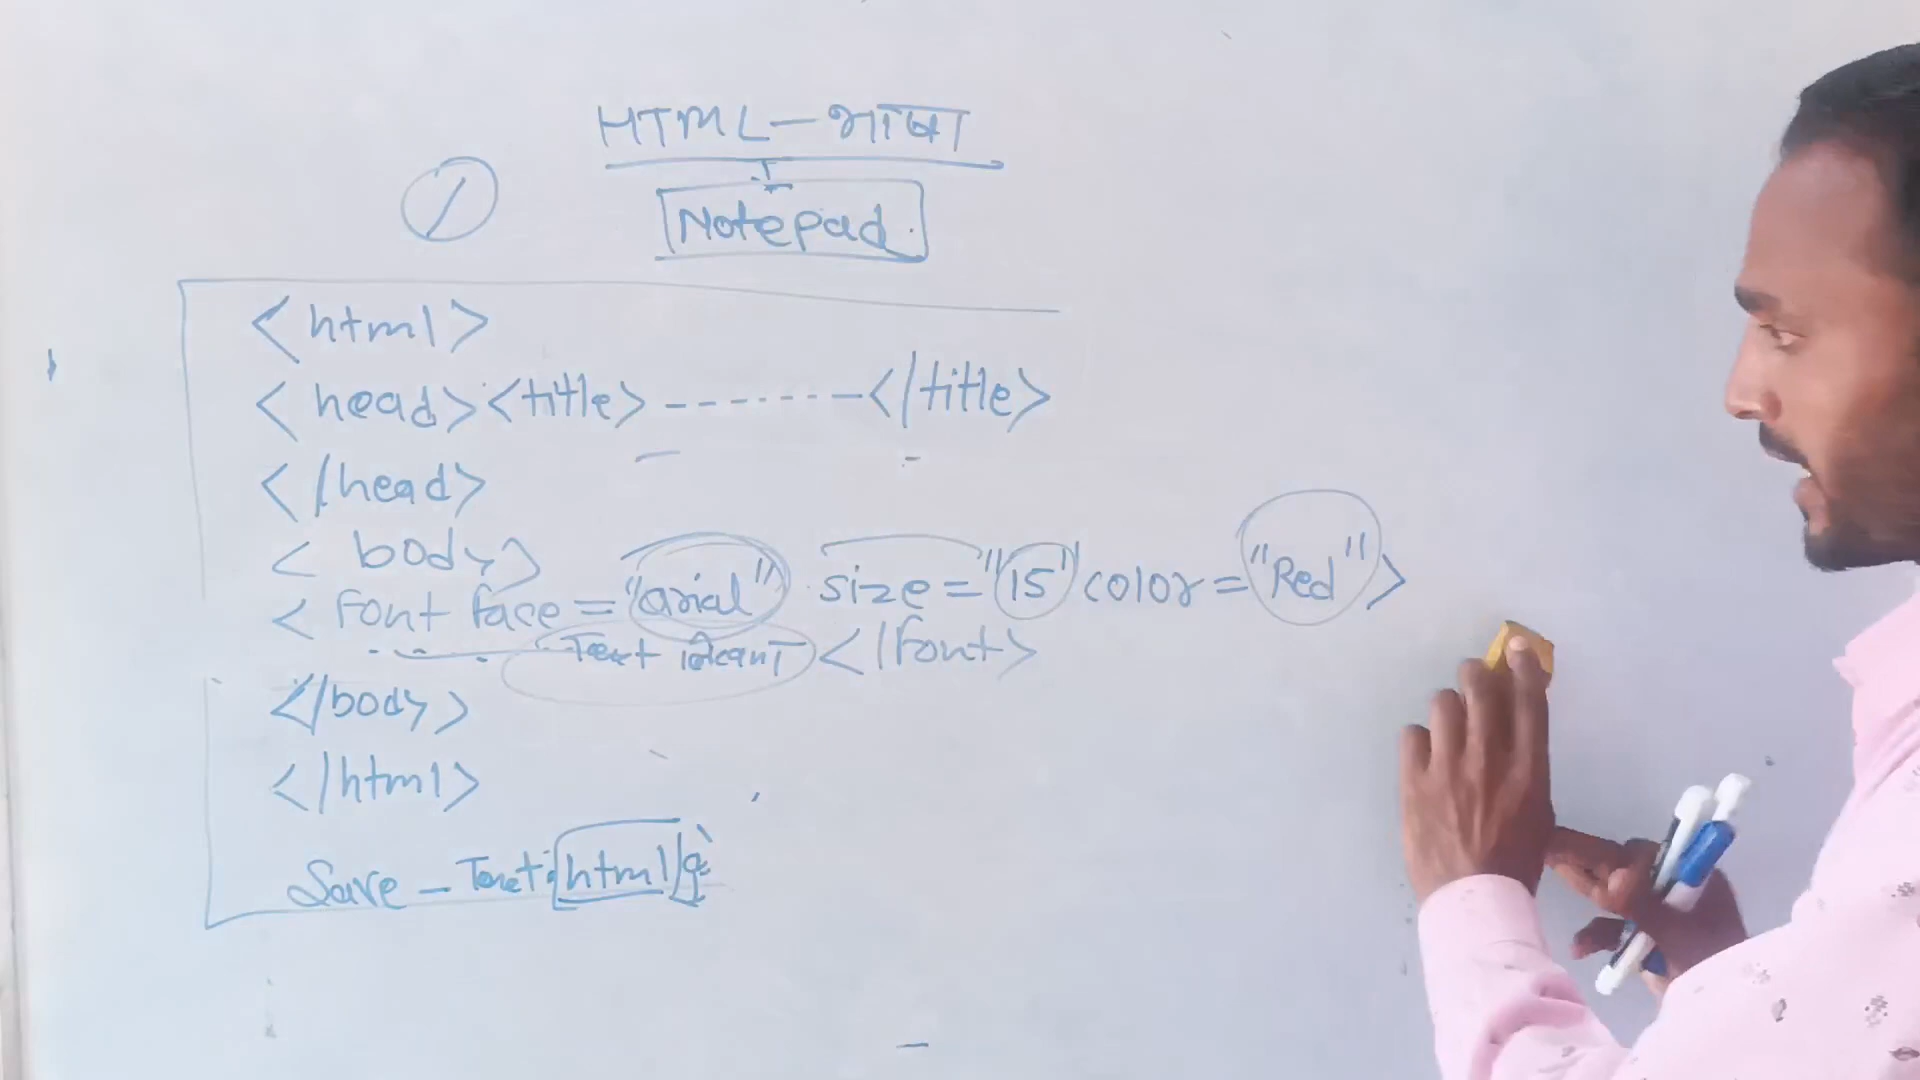 HTML — भाषा
1
Notepad
<html>
<head><title> - - - - - - - - </title>
</head>
<body>
<font face="arial" size="15" color="Red">
Text </font>
</body>
</html>
Save — Text.html